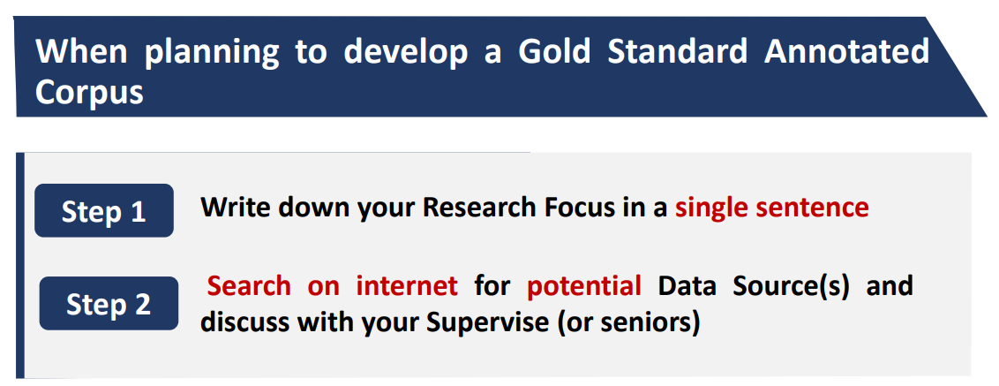 When planning to develop a Gold Standard Annotated
Corpus
Step 1
Write down your Research Focus in a single sentence
Step 2
Search on internet for potential Data Source(s) and
discuss with your Supervise (or seniors)